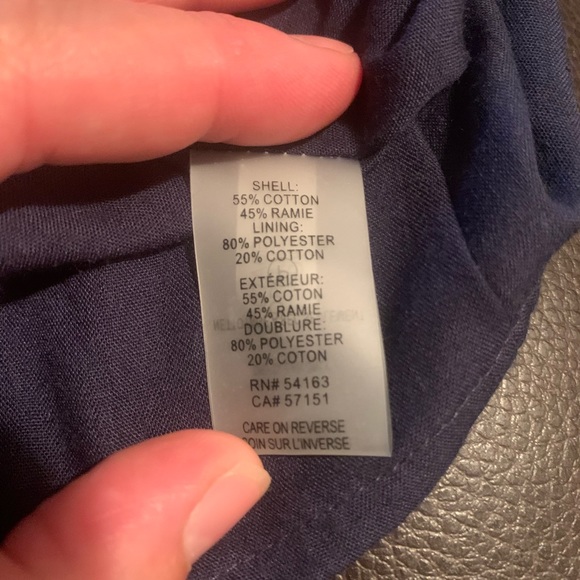 SHELL:
55% COTTON
45% RAMIE
LINING:
80% POLYESTER
20% COTTON
EXTÉRIEUR:
55% COTON
45% RAMIE
DOUBLURE:
80% POLYESTER
20% COTON
RN# 54163
CA# 57151
CARE ON REVERSE
SOIN SUR L'INVERSE